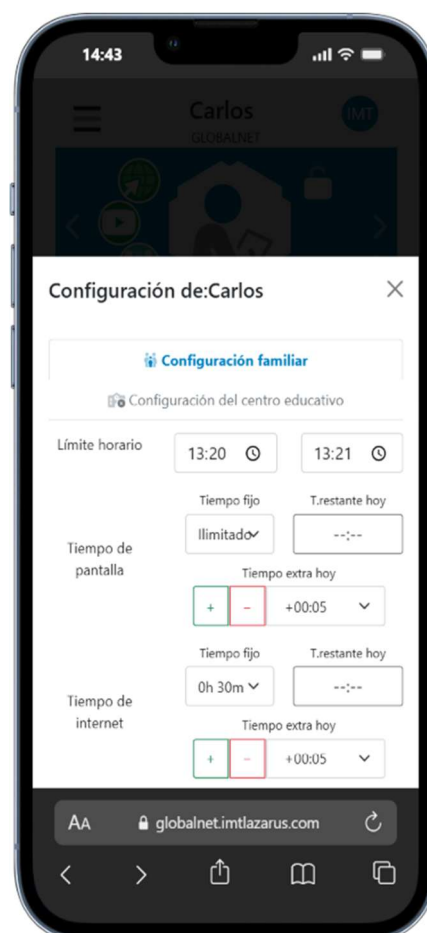 14:43
Carlos
GLOBALNET
IMT
Configuración de:Carlos
Configuración familiar
Configuración del centro educativo
Límite horario
13:20
13:21
Tiempo fijo
T.restante hoy
Ilimitado
--:--
Tiempo de
pantalla
Tiempo extra hoy
+
-
+00:05
Tiempo fijo
T.restante hoy
0h 30m
--:--
Tiempo de
internet
Tiempo extra hoy
+
-
+00:05
AA
globalnet.imtlazarus.com